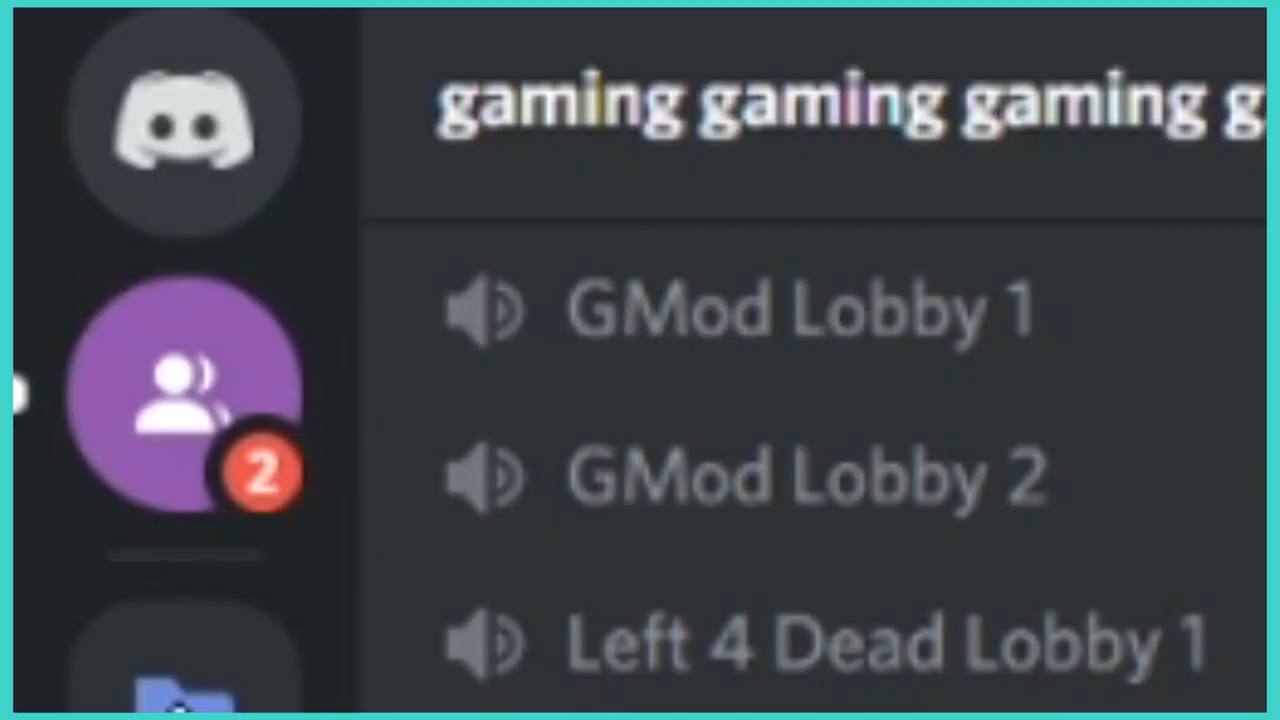 gaming gaming gaming g
GMod Lobby 1
2
GMod Lobby 2
Left 4 Dead Lobby 1